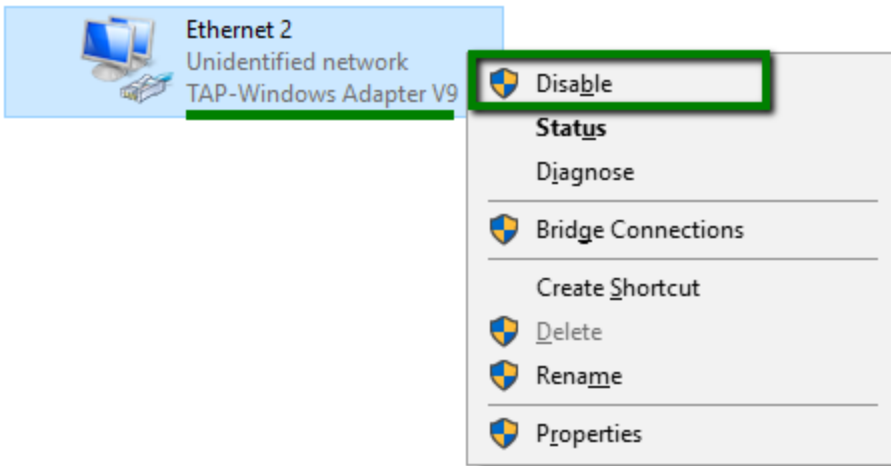 Ethernet 2
Unidentified network
TAP-Windows Adapter V9
Disable
Status
Diagnose
Bridge Connections
Create Shortcut
Delete
Rename
Properties